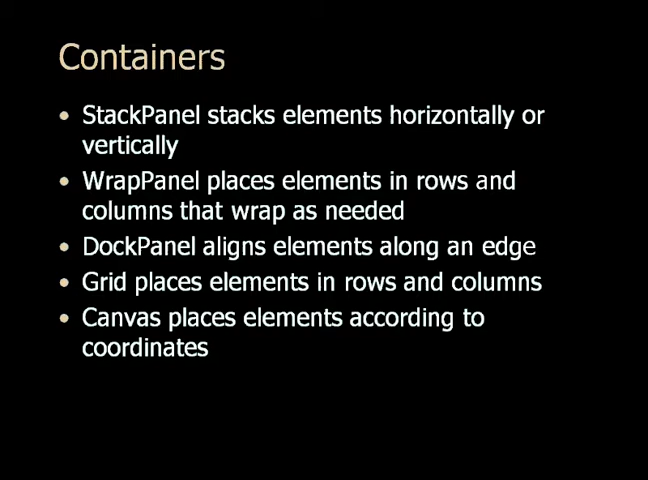 Containers
• StackPanel stacks elements horizontally or
vertically
• WrapPanel places elements in rows and
columns that wrap as needed
• DockPanel aligns elements along an edge
• Grid places elements in rows and columns
• Canvas places elements according to
coordinates